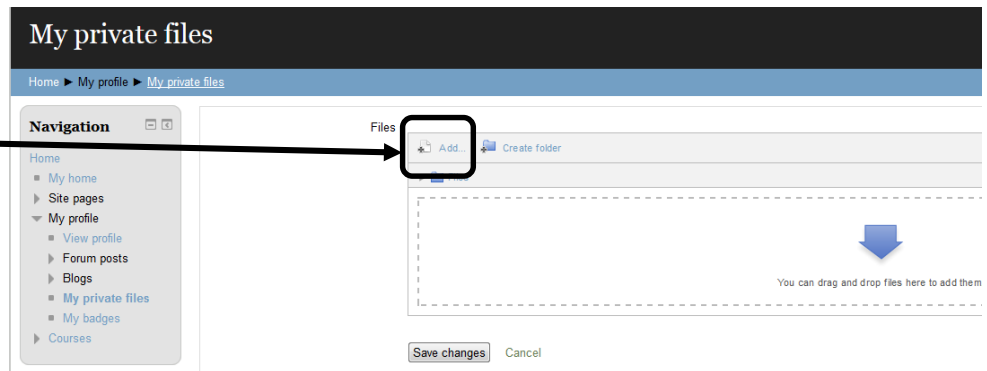 My private files
Home ► My profile ► My private files
Navigation
Home
My home
Site pages
My profile
View profile
Forum posts
Blogs
My private files
My badges
Courses
Files
Add... Create folder
You can drag and drop files here to add them
Save changes Cancel